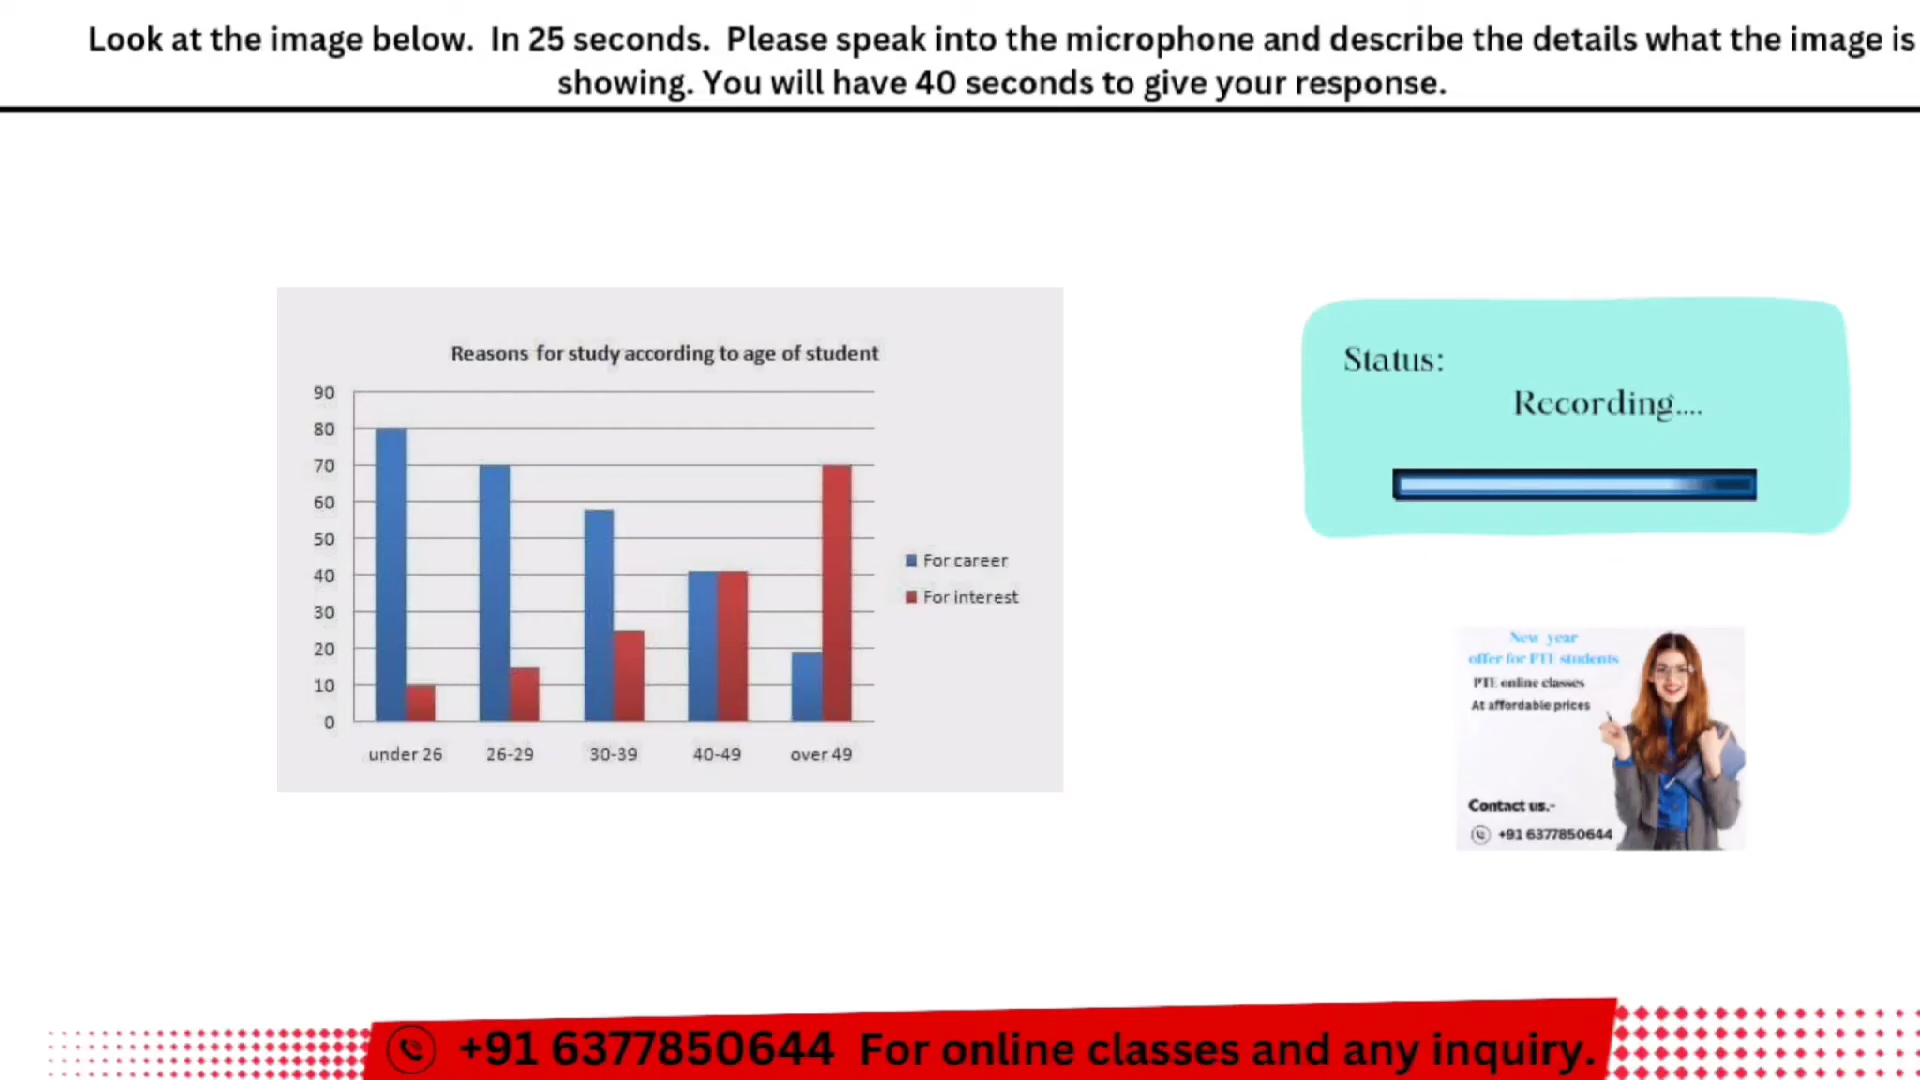 Look at the image below. In 25 seconds. Please speak into the microphone and describe the details what the image is
showing. You will have 40 seconds to give your response.
Reasons for study according to age of student
90
80
70
60
50
40
30
20
10
0
under 26 26-29 30-39 40-49 over 49
For career
For interest
Status:
Recording....
New year
offer for PTE students
PTE online classes
At affordable prices
Contact us.-
+91 6377850644
+91 6377850644 For online classes and any inquiry.